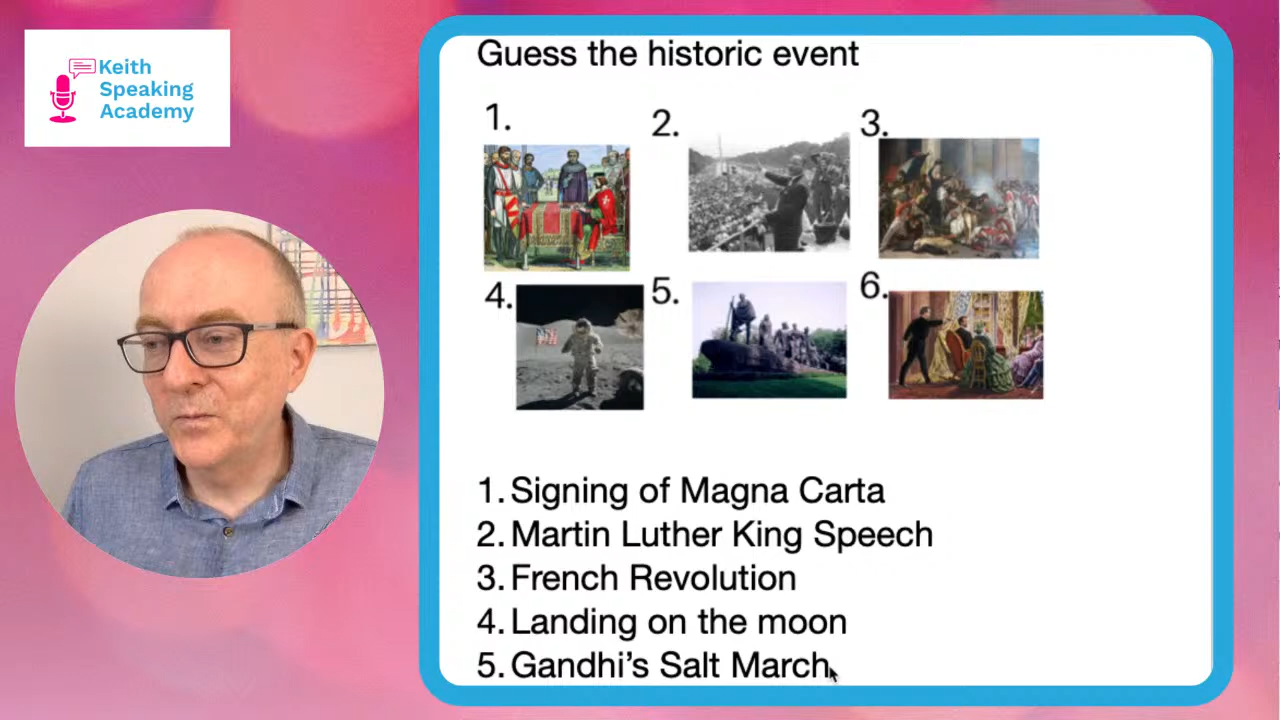 Keith
Speaking
Academy
Guess the historic event
1.
2.
3.
4.
5.
6.
1. Signing of Magna Carta
2. Martin Luther King Speech
3. French Revolution
4. Landing on the moon
5. Gandhi’s Salt March